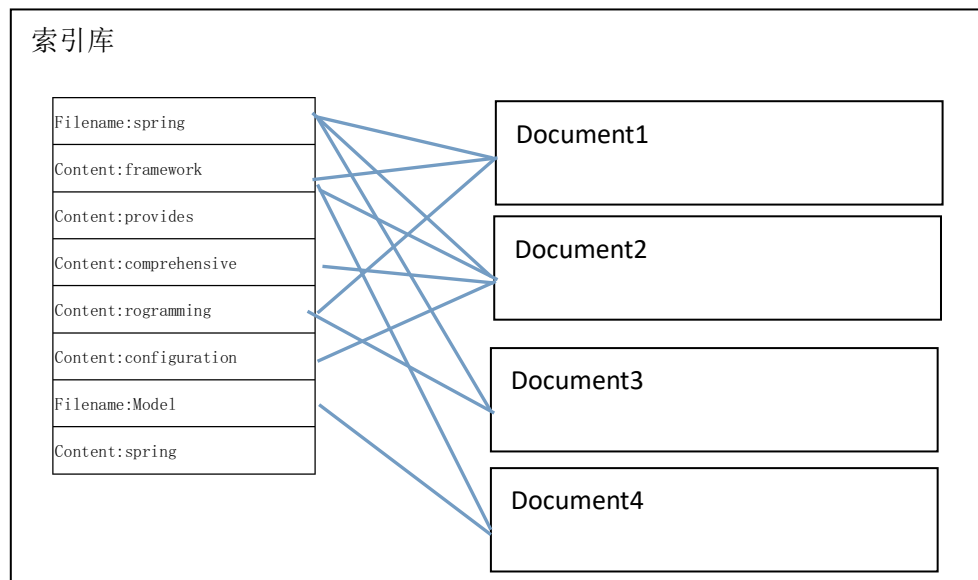 索引库
Filename:spring
Content:framework
Content:provides
Content:comprehensive
Content:rogramming
Content:configuration
Filename:Model
Content:spring
Document1
Document2
Document3
Document4